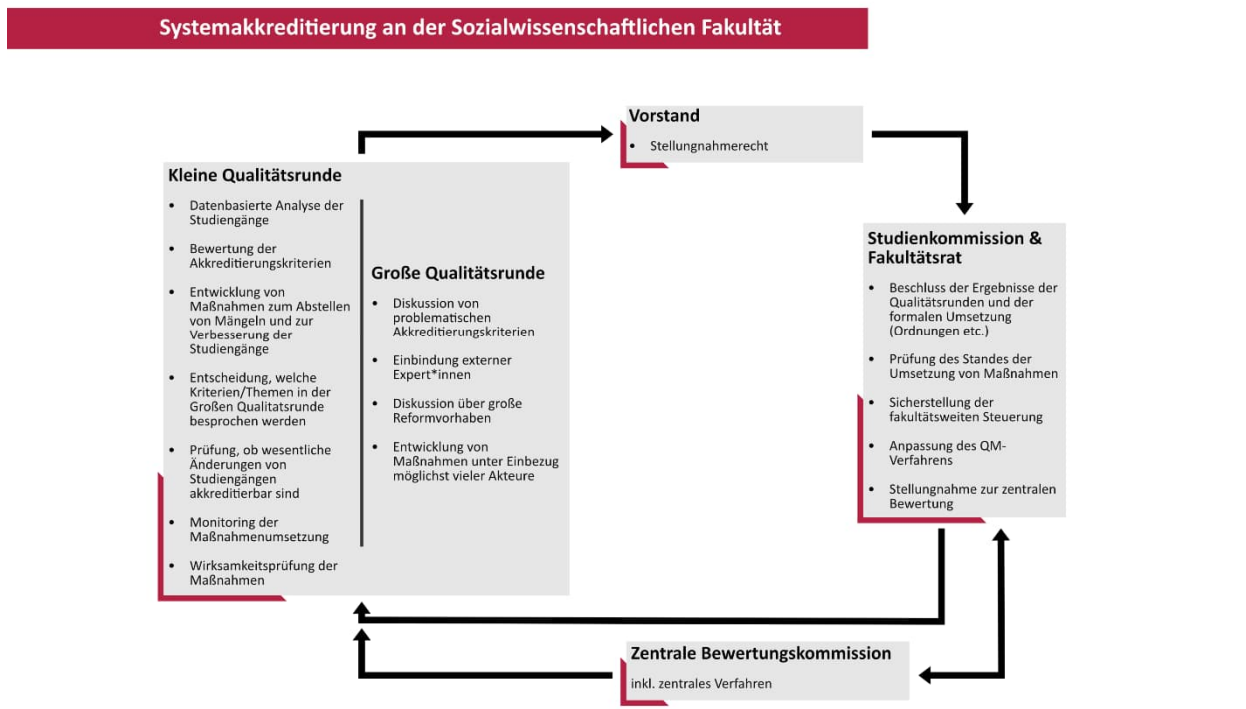 Systemakkreditierung an der Sozialwissenschaftlichen Fakultät
Vorstand
• Stellungnahmerecht
Kleine Qualitätsrunde
• Datenbasierte Analyse der
Studiengänge
• Bewertung der
Akkreditierungskriterien
• Entwicklung von
Maßnahmen zum Abstellen
von Mängeln und zur
Verbesserung der
Studiengänge
• Entscheidung, welche
Kriterien/Themen in der
Großen Qualitatsrunde
besprochen werden
• Prüfung, ob wesentliche
Änderungen von
Studiengängen
akkreditierbar sind
• Monitoring der
Maßnahmenumsetzung
• Wirksamkeitsprüfung der
Maßnahmen
Große Qualitätsrunde
• Diskussion von
problematischen
Akkreditierungskriterien
• Einbindung externer
Expert*innen
• Diskussion über große
Reformvorhaben
• Entwicklung von
Maßnahmen unter Einbezug
möglichst vieler Akteure
Studienkommission &
Fakultätsrat
• Beschluss der Ergebnisse der
Qualitätsrunden und der
formalen Umsetzung
(Ordnungen etc.)
• Prüfung des Standes der
Umsetzung von Maßnahmen
• Sicherstellung der
fakultätsweiten Steuerung
• Anpassung des QM-
Verfahrens
• Stellungnahme zur zentralen
Bewertung
Zentrale Bewertungskommission
inkl. zentrales Verfahren